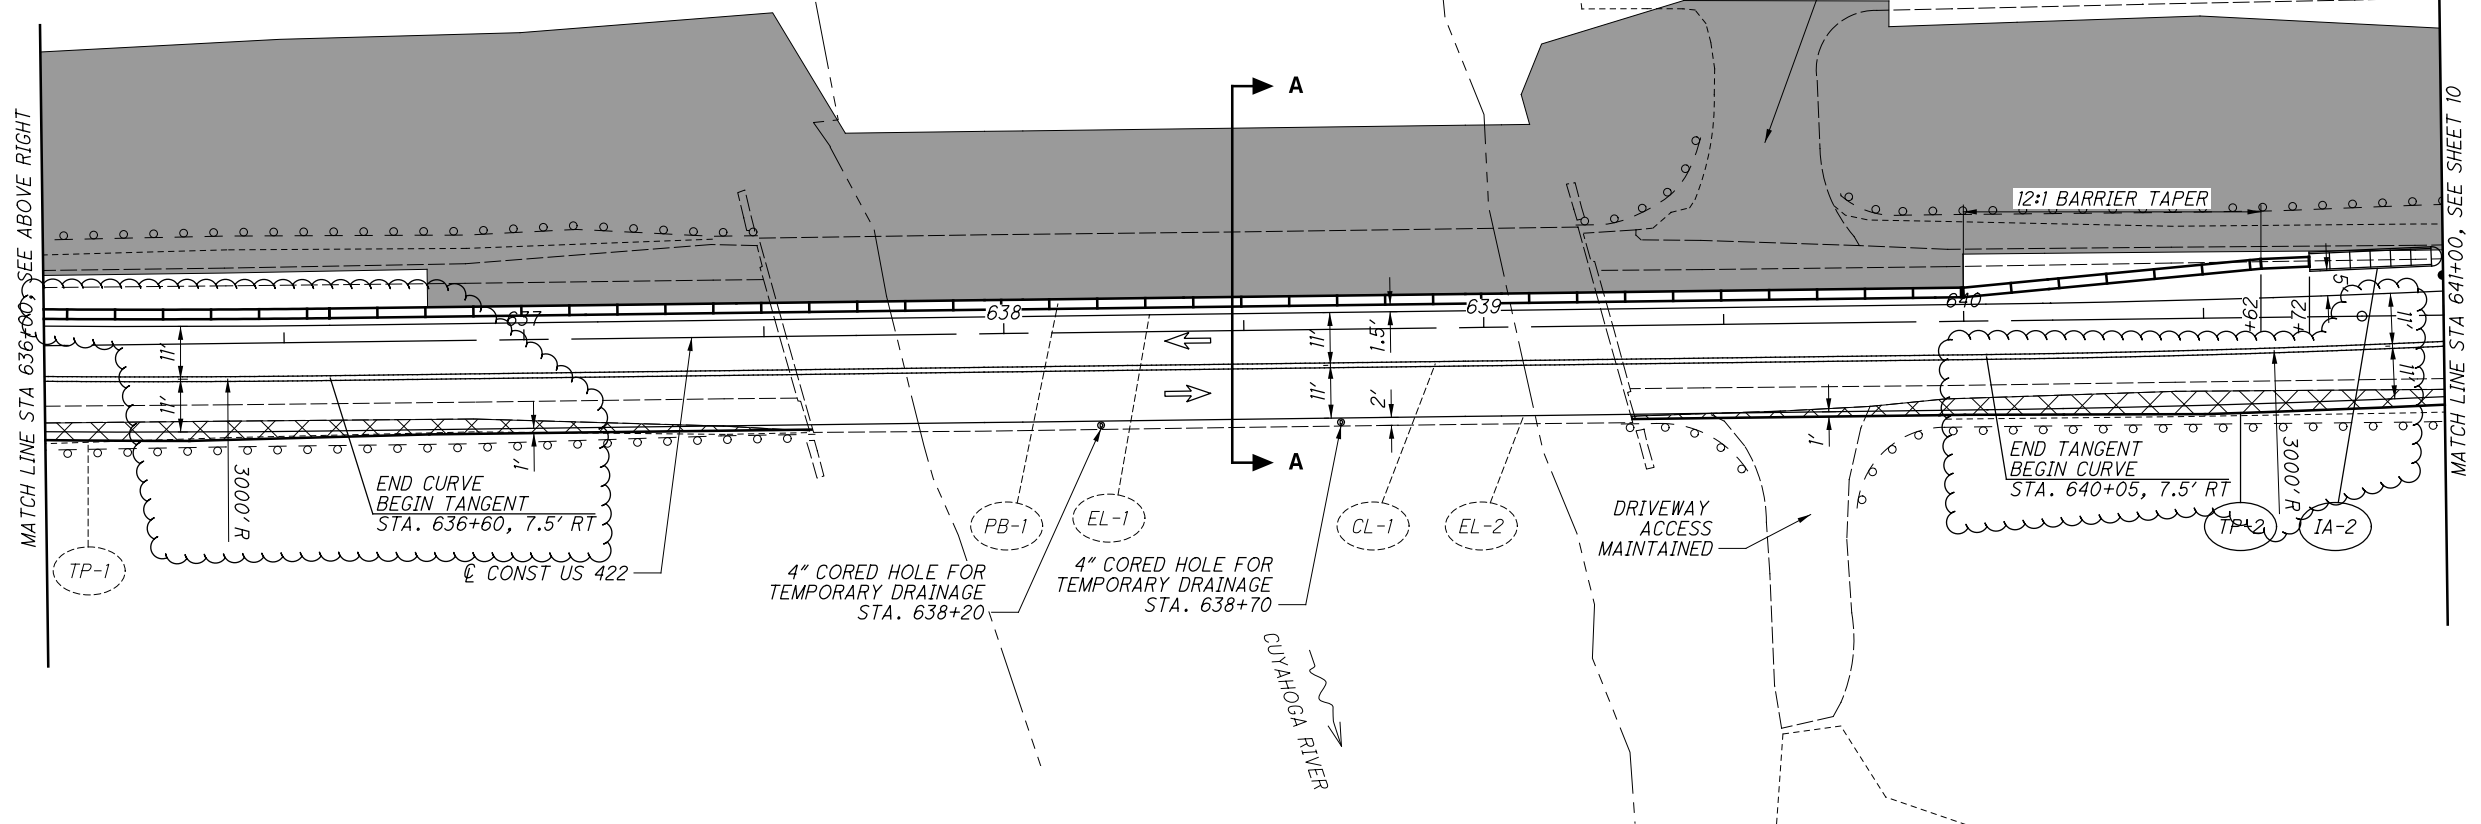 MATCH LINE STA 636+00, SEE ABOVE RIGHT
A
12:1 BARRIER TAPER
637
638
639
640
+62
+72
5'
11'
11'
11'
11'
1.5'
2'
11'
11'
1'
1'
3000' R
END CURVE
BEGIN TANGENT
STA. 636+60, 7.5' RT
A
END TANGENT
BEGIN CURVE
STA. 640+05, 7.5' RT
3000' R
TP-1
℄ CONST US 422
PB-1
EL-1
CL-1
EL-2
4" CORED HOLE FOR
TEMPORARY DRAINAGE
STA. 638+20
4" CORED HOLE FOR
TEMPORARY DRAINAGE
STA. 638+70
DRIVEWAY
ACCESS
MAINTAINED
TP-2
IA-2
CUYAHOGA RIVER
MATCH LINE STA 641+00, SEE SHEET 10